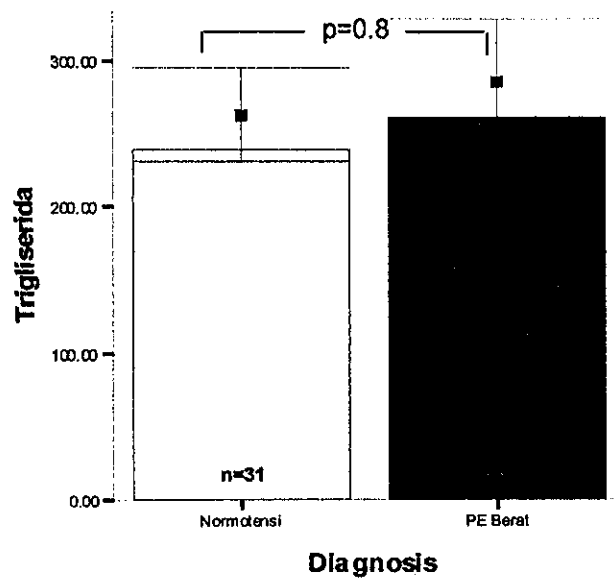 p=0.8
300.00
200.00
100.00
0.00
Trigliserida
n=31
Normotensi
PE Berat
Diagnosis